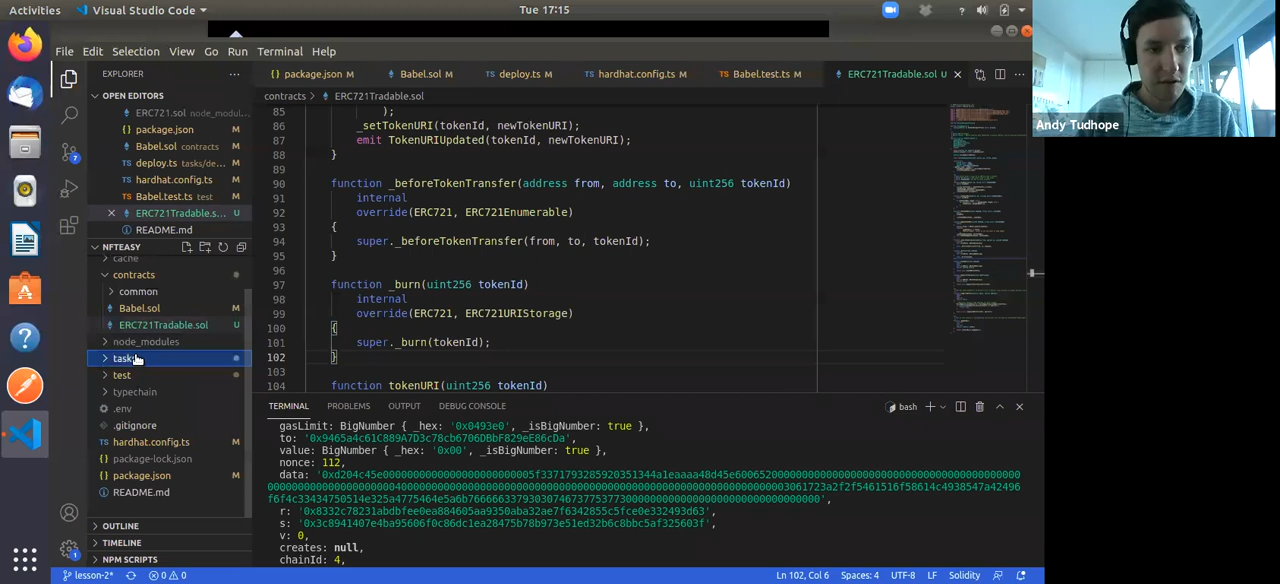 Activities
Visual Studio Code
Tue 17:15
File Edit Selection View Go Run Terminal Help
EXPLORER
OPEN EDITORS
ERC721.sol node_modul...
package.json M
Babel.sol contracts M
deploy.ts tasks/de... M
hardhat.config.ts M
Babel.test.ts test M
ERC721Tradable.s... U
README.md
NFTEASY
cache
contracts
common
Babel.sol M
ERC721Tradable.sol U
node_modules
tasks
test
typechain
.env
.gitignore
hardhat.config.ts M
package-lock.json
package.json M
README.md
OUTLINE
TIMELINE
NPM SCRIPTS
package.json M Babel.sol M deploy.ts M hardhat.config.ts M Babel.test.ts M ERC721Tradable.sol U
contracts > ERC721Tradable.sol
85 );
86 _setTokenURI(tokenId, newTokenURI);
87 emit TokenURIUpdated(tokenId, newTokenURI);
88 }
89
90 function _beforeTokenTransfer(address from, address to, uint256 tokenId)
91 internal
92 override(ERC721, ERC721Enumerable)
93 {
94 super._beforeTokenTransfer(from, to, tokenId);
95 }
96
97 function _burn(uint256 tokenId)
98 internal
99 override(ERC721, ERC721URIStorage)
100 {
101 super._burn(tokenId);
102 }
103
104 function tokenURI(uint256 tokenId)
TERMINAL PROBLEMS OUTPUT DEBUG CONSOLE
bash
gasLimit: BigNumber { _hex: '0x0493e0', _isBigNumber: true },
to: '0x9465a4c61C889A7D3c78cb6706DBbF829eE86cDa',
value: BigNumber { _hex: '0x00', _isBigNumber: true },
nonce: 112,
data:
r: '0x8332c78231abdbfee0ea884605aa9350aba32ae7f6342855c5fce0e332493d63',
s: '0x3c8941407e4ba95606f0c86dc1ea28475b78b973e51ed32b6c8bbc5af325603f',
v: 0,
creates: null,
chainId: 4,
lesson-2* 0 0
Ln 102, Col 6 Spaces: 4 UTF-8 LF Solidity
Andy Tudhope